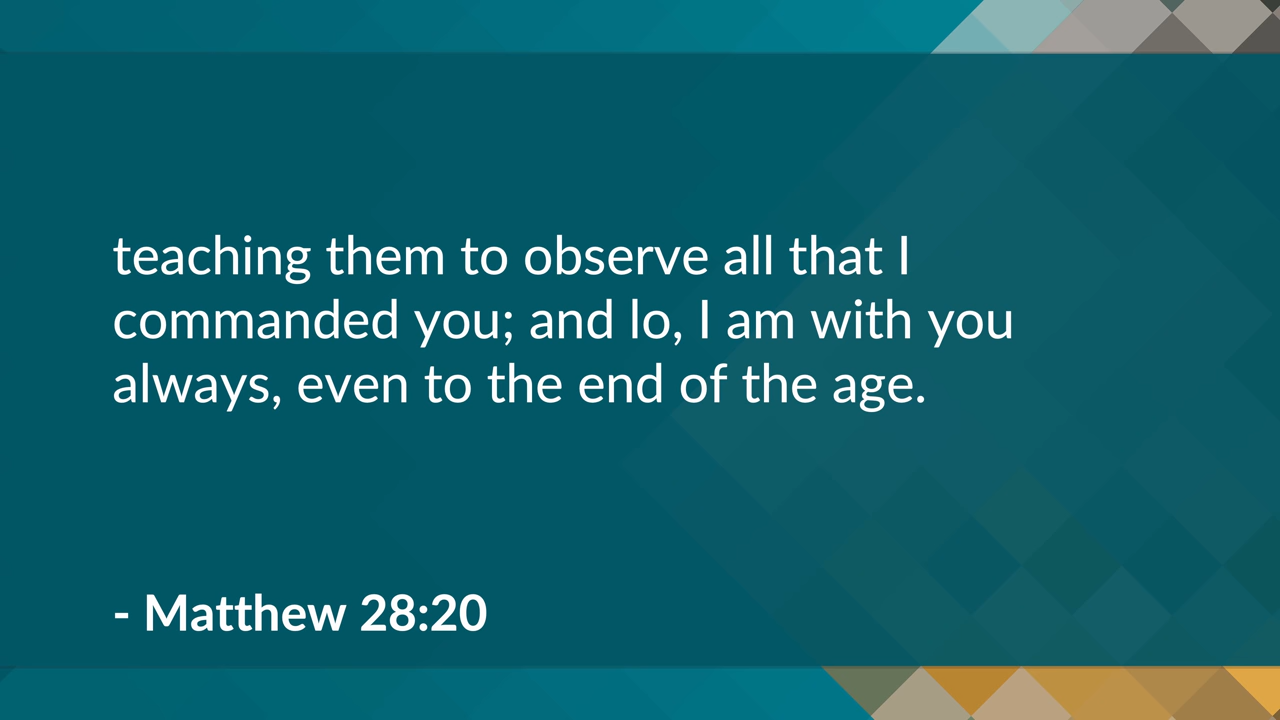 teaching them to observe all that I
commanded you; and lo, I am with you
always, even to the end of the age.
- Matthew 28:20